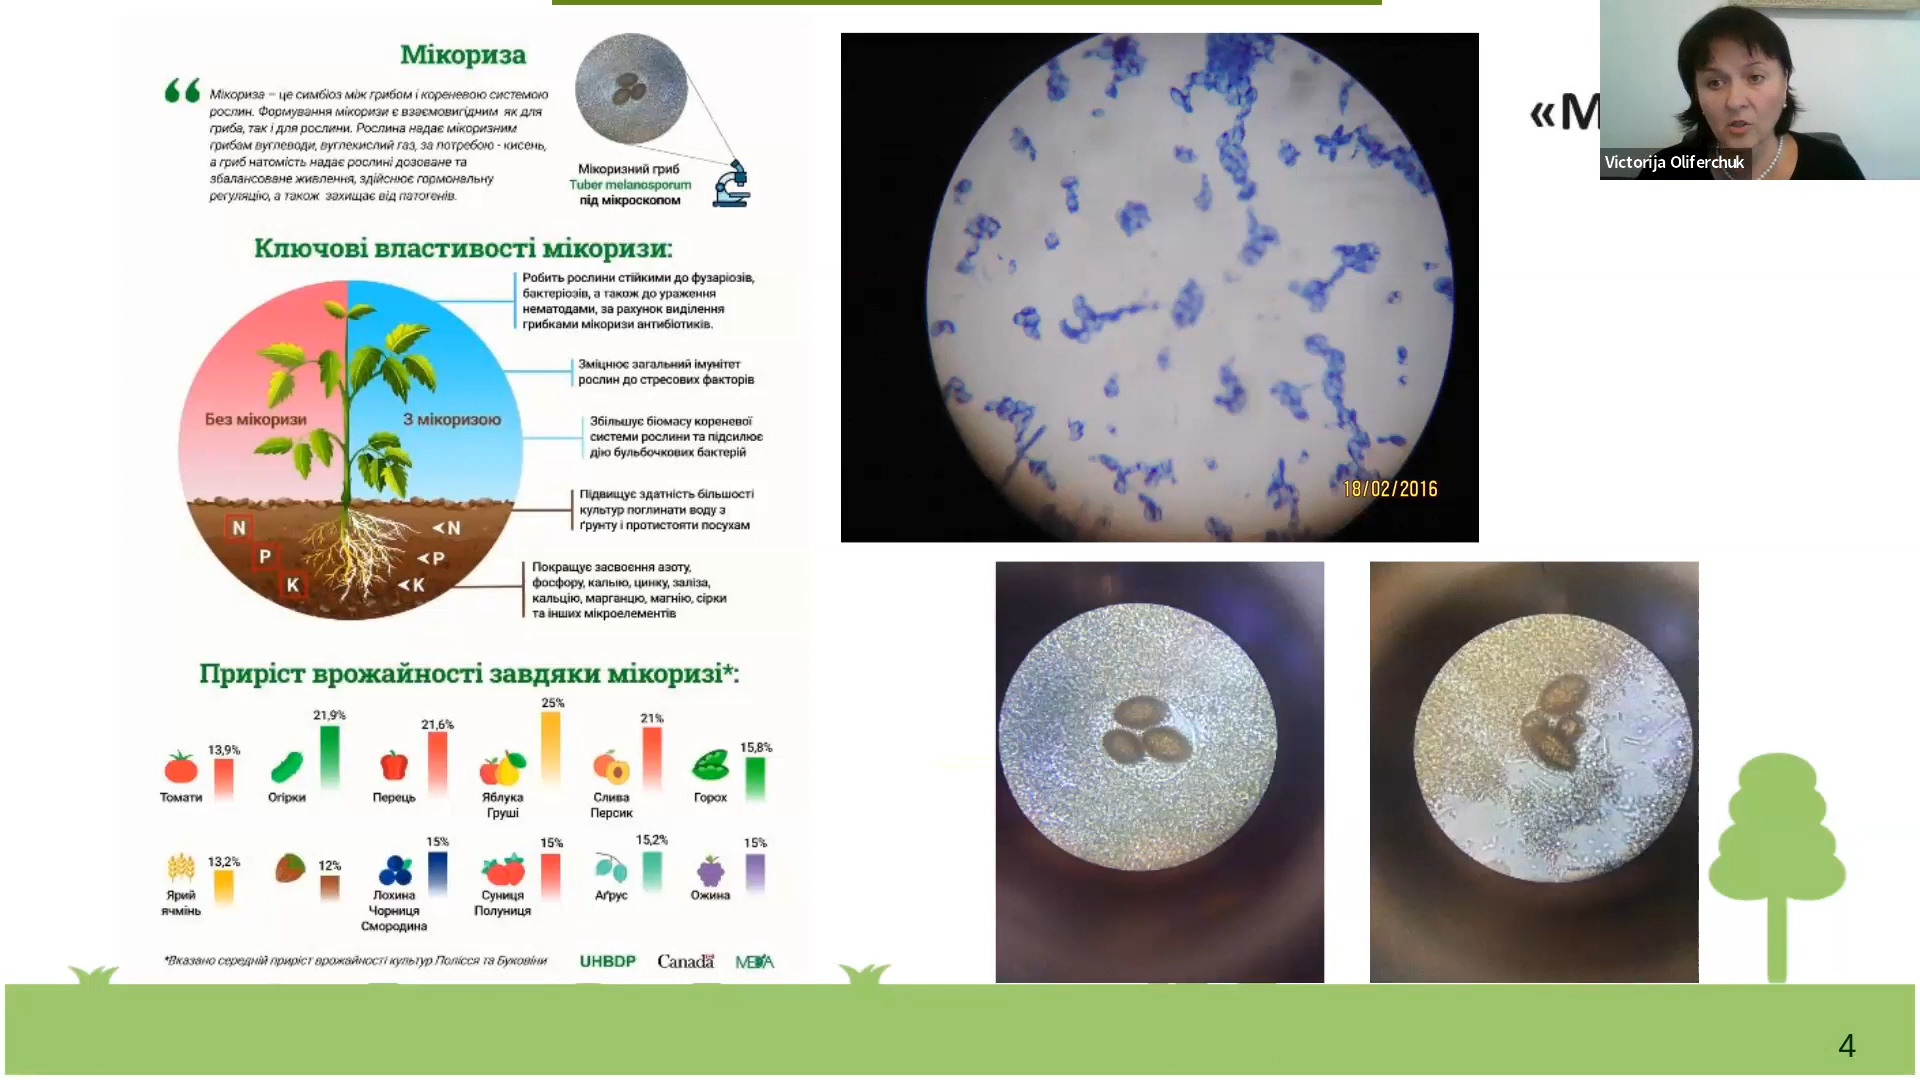 Мікориза
Мікориза – це симбіоз між грибом і кореневою системою
рослин. Формування мікоризи є взаємовигідним як для
гриба, так і для рослини. Рослина надає мікоризним
грибам вуглеводи, вуглекислий газ, за потребою - кисень,
а гриб натомість надає рослині дозоване та
збалансоване живлення, здійснює гормональну
регуляцію, а також захищає від патогенів.
Мікоризний гриб
Tuber melanosporum
під мікроскопом
Ключові властивості мікоризи:
Робить рослини стійкими до фузаріозів,
бактеріозів, а також до ураження
нематодами, за рахунок виділення
грибками мікоризи антибіотиків.
Зміцнює загальний імунітет
рослин до стресових факторів
Без мікоризи
З мікоризою
Збільшує біомасу кореневої
системи рослини та підсилює
дію бульбочкових бактерій
Підвищує здатність більшості
культур поглинати воду з
ґрунту і протистояти посухам
N
P
K
N
P
K
Покращує засвоєння азоту,
фосфору, калію, цинку, заліза,
кальцію, марганцю, магнію, сірки
та інших мікроелементів
Приріст врожайності завдяки мікоризі*:
13,9%
21,9%
21,6%
25%
21%
15,8%
Томати
Огірки
Перець
Яблука
Груші
Слива
Персик
Горох
13,2%
12%
15%
15%
15,2%
15%
Ярий
ячмінь
Лохина
Чорниця
Смородина
Суниця
Полуниця
Аґрус
Ожина
*Вказано середній приріст врожайності культур Полісся та Буковіни
UHBDP
Canada
MEDA
18/02/2016
«М
Victorija Oliferchuk
4